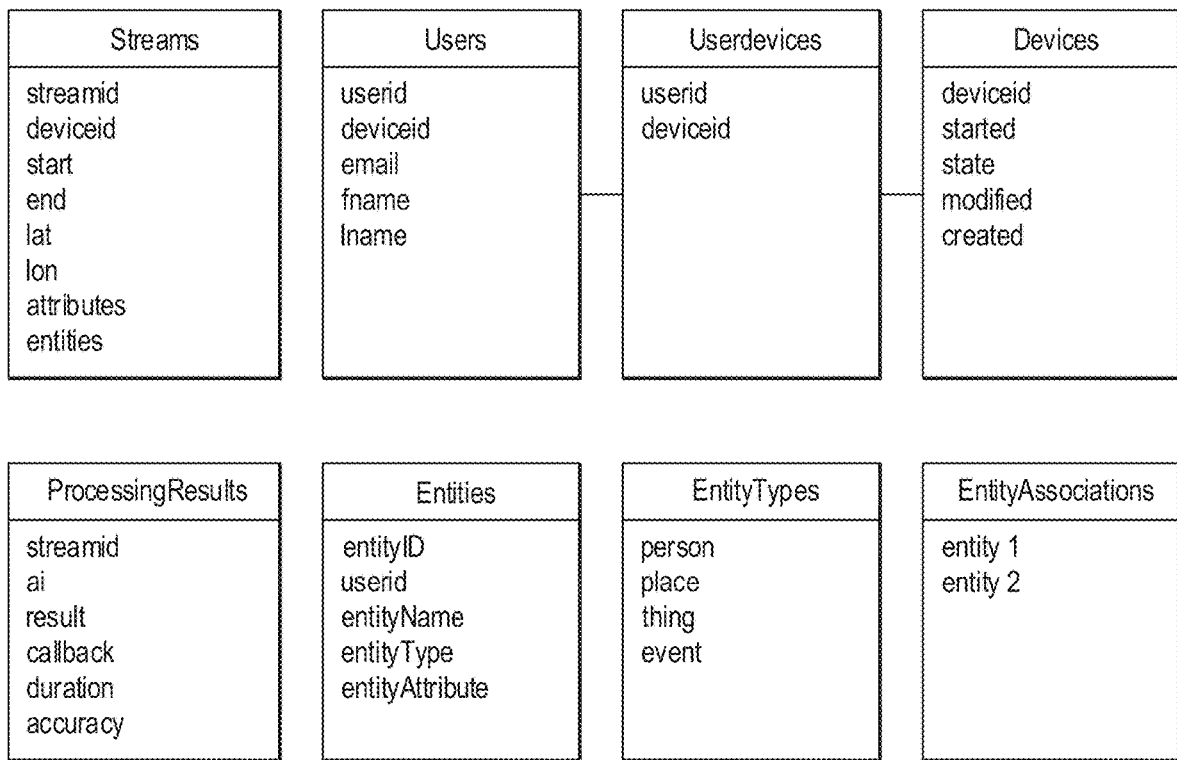 Streams
streamid
deviceid
start
end
lat
lon
attributes
entities
Users
userid
deviceid
email
fname
lname
Userdevices
userid
deviceid
Devices
deviceid
started
state
modified
created
ProcessingResults
streamid
ai
result
callback
duration
accuracy
Entities
entityID
userid
entityName
entityType
entityAttribute
EntityTypes
person
place
thing
event
EntityAssociations
entity 1
entity 2